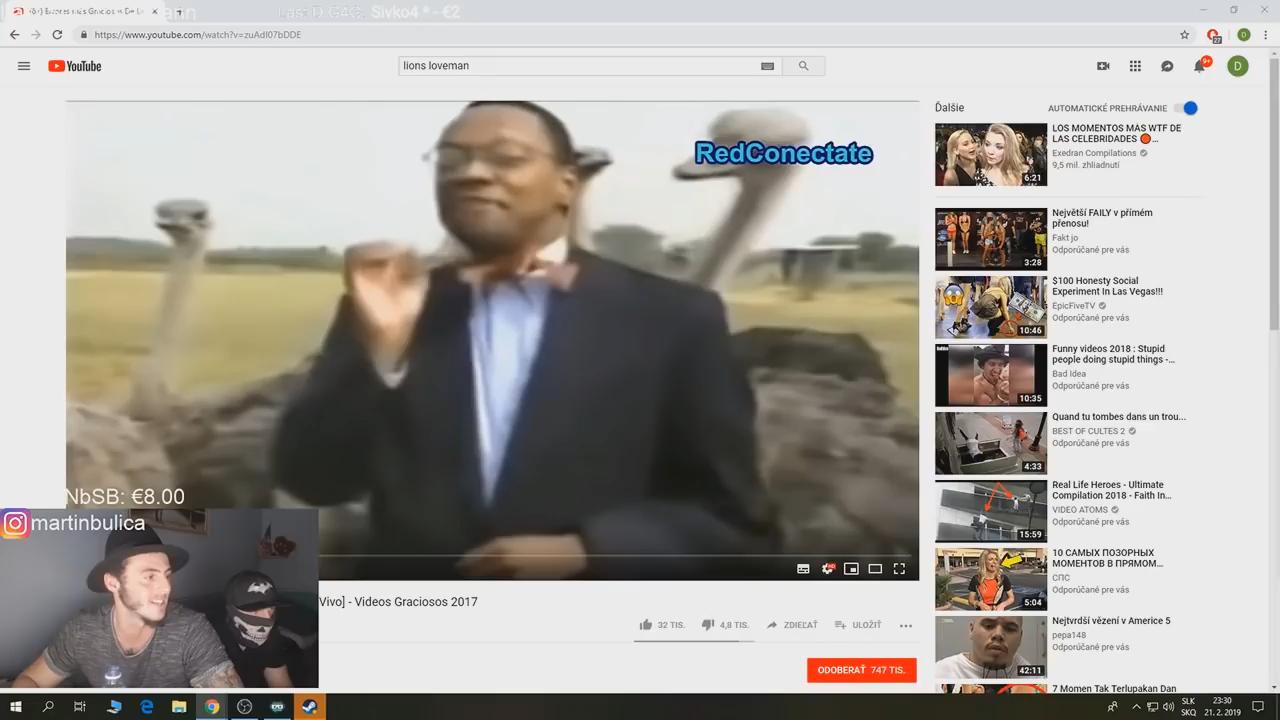 Last D G4G, Sivko4 * - €2
https://www.youtube.com/watch?v=zuAdI07bDDE
27
D
YouTube
lions loveman
9+
D
RedConectate
NbSB: €8.00
martinbulica
Vivo] - Videos Graciosos 2017
32 TIS.
4,8 TIS.
ZDIEĽAŤ
ULOŽIŤ
ODOBERAŤ 747 TIS.
Ďalšie
AUTOMATICKÉ PREHRÁVANIE
LOS MOMENTOS MÁS WTF DE
LAS CELEBRIDADES 🔴...
Exedran Compilations
9,5 mil. zhliadnutí
6:21
Největší FAILY v přímém
přenosu!
Fakt jo
Odporúčané pre vás
3:28
$100 Honesty Social
Experiment In Las Vegas!!!
EpicFiveTV
Odporúčané pre vás
10:46
Funny videos 2018 : Stupid
people doing stupid things -...
Bad Idea
Odporúčané pre vás
10:35
Quand tu tombes dans un trou...
BEST OF CULTES 2
Odporúčané pre vás
4:33
Real Life Heroes - Ultimate
Compilation 2018 - Faith In...
VIDEO ATOMS
Odporúčané pre vás
15:59
10 САМЫХ ПОЗОРНЫХ
МОМЕНТОВ В ПРЯМОМ...
СПС
Odporúčané pre vás
5:04
Nejtvrdší vězení v Americe 5
pepa148
Odporúčané pre vás
42:11
7 Momen Tak Terlupakan Dan
SLK
SKQ
23:30
21. 2. 2019